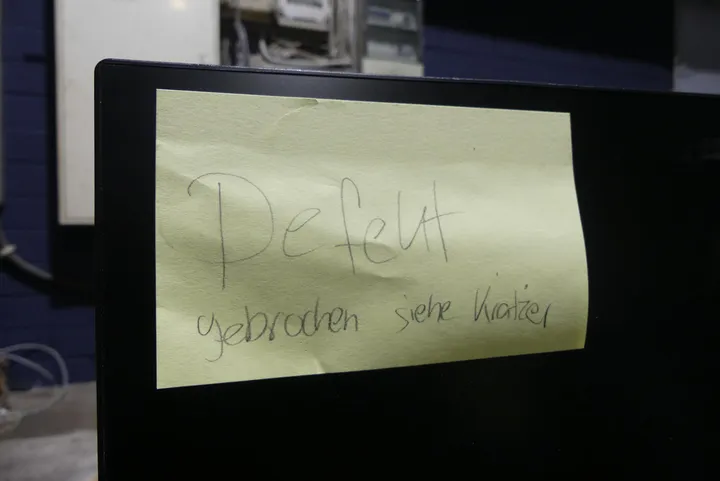 Defekt
gebrochen siehe Kratzer